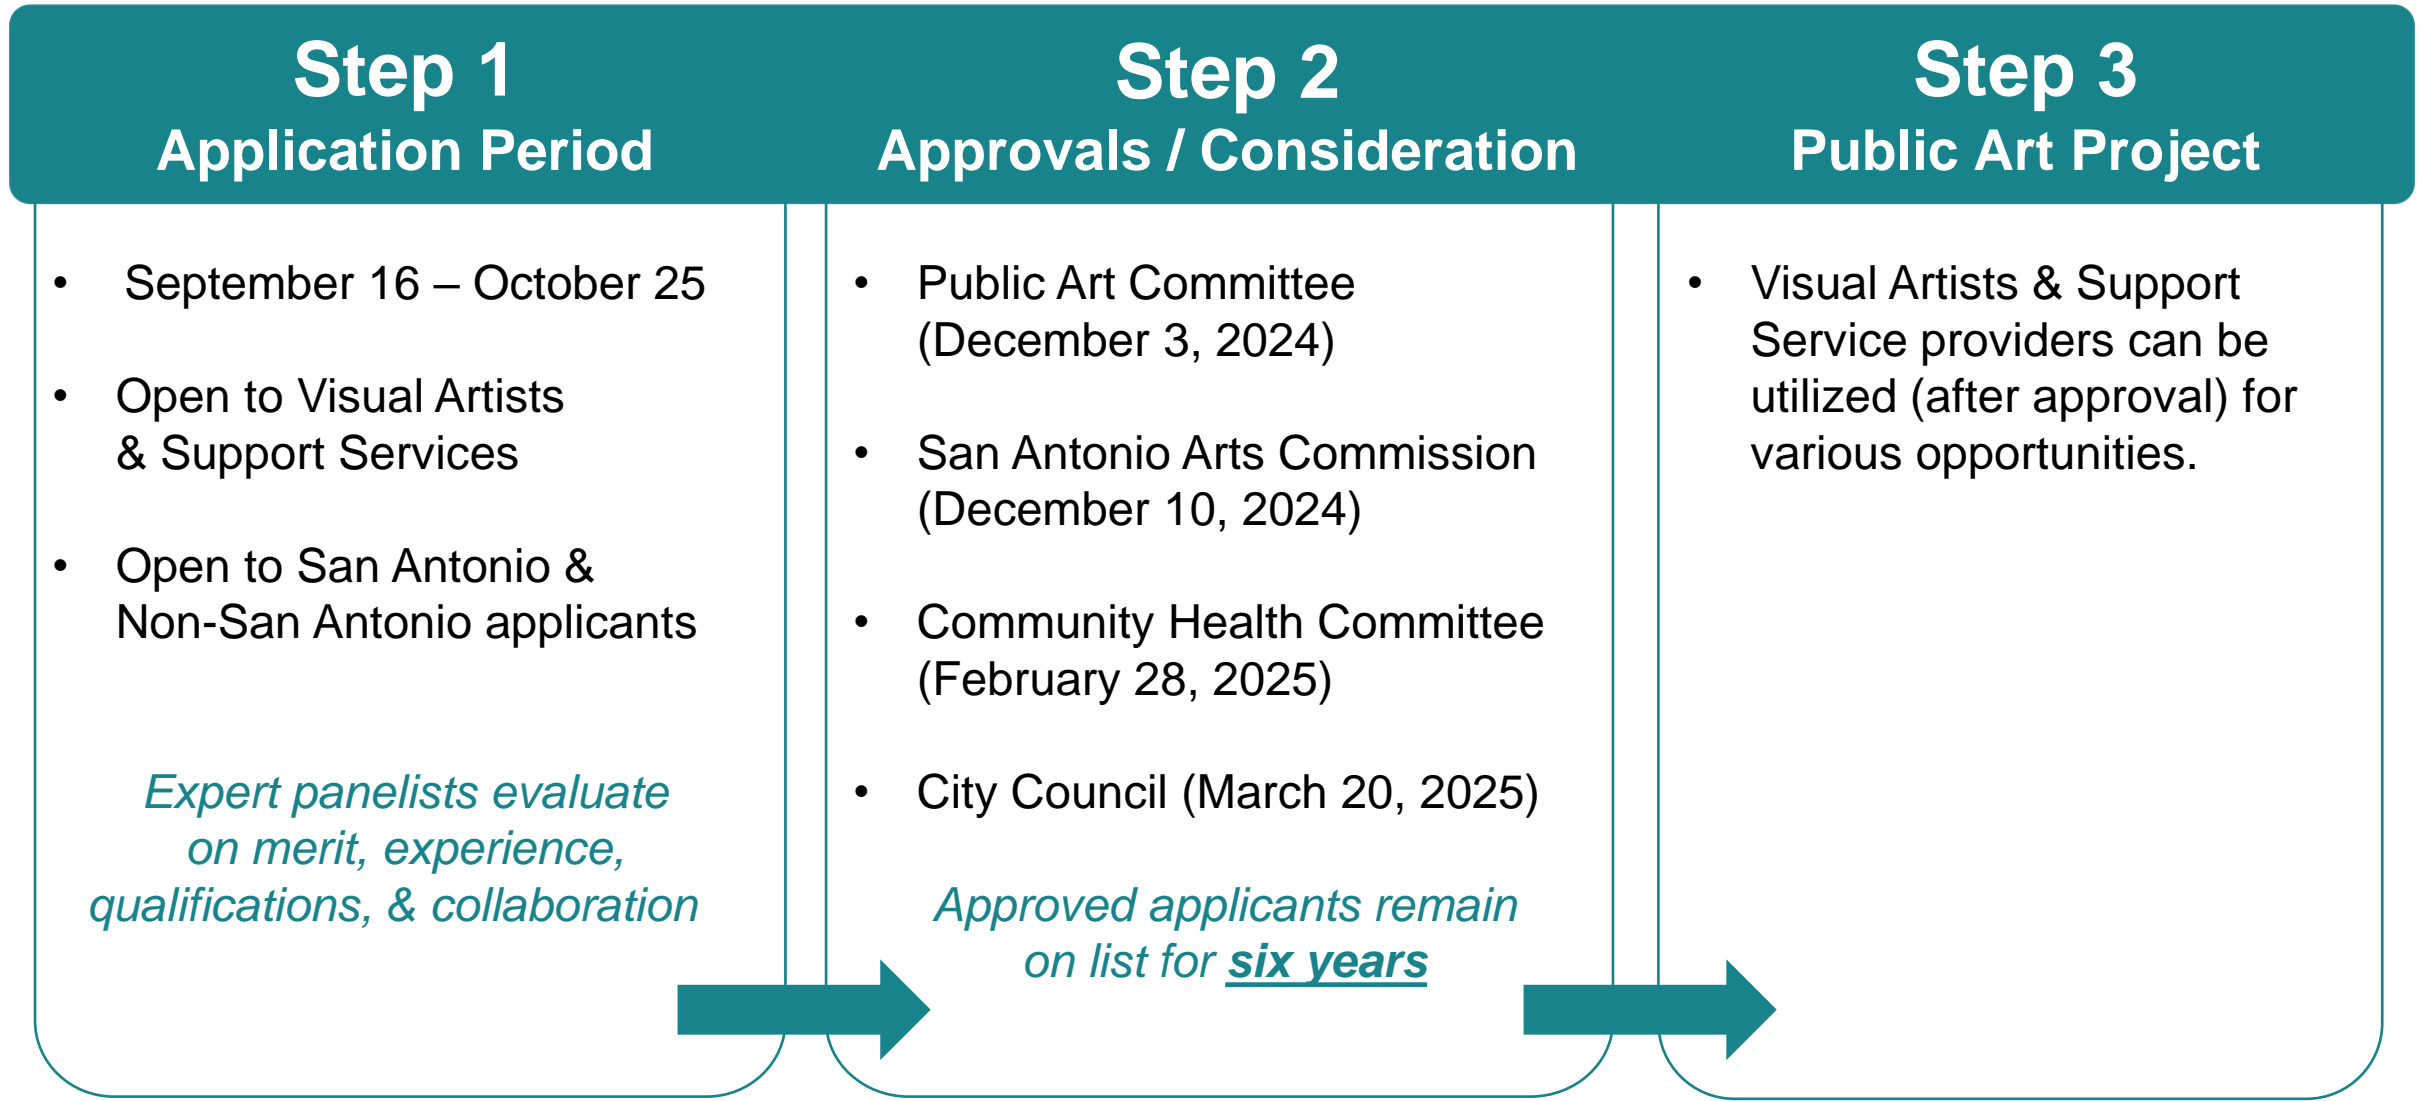 Step 1
Application Period
• September 16 – October 25
• Open to Visual Artists
& Support Services
• Open to San Antonio &
Non-San Antonio applicants
Expert panelists evaluate
on merit, experience,
qualifications, & collaboration
Step 2
Approvals / Consideration
• Public Art Committee
(December 3, 2024)
• San Antonio Arts Commission
(December 10, 2024)
• Community Health Committee
(February 28, 2025)
• City Council (March 20, 2025)
Approved applicants remain
on list for six years
Step 3
Public Art Project
• Visual Artists & Support
Service providers can be
utilized (after approval) for
various opportunities.